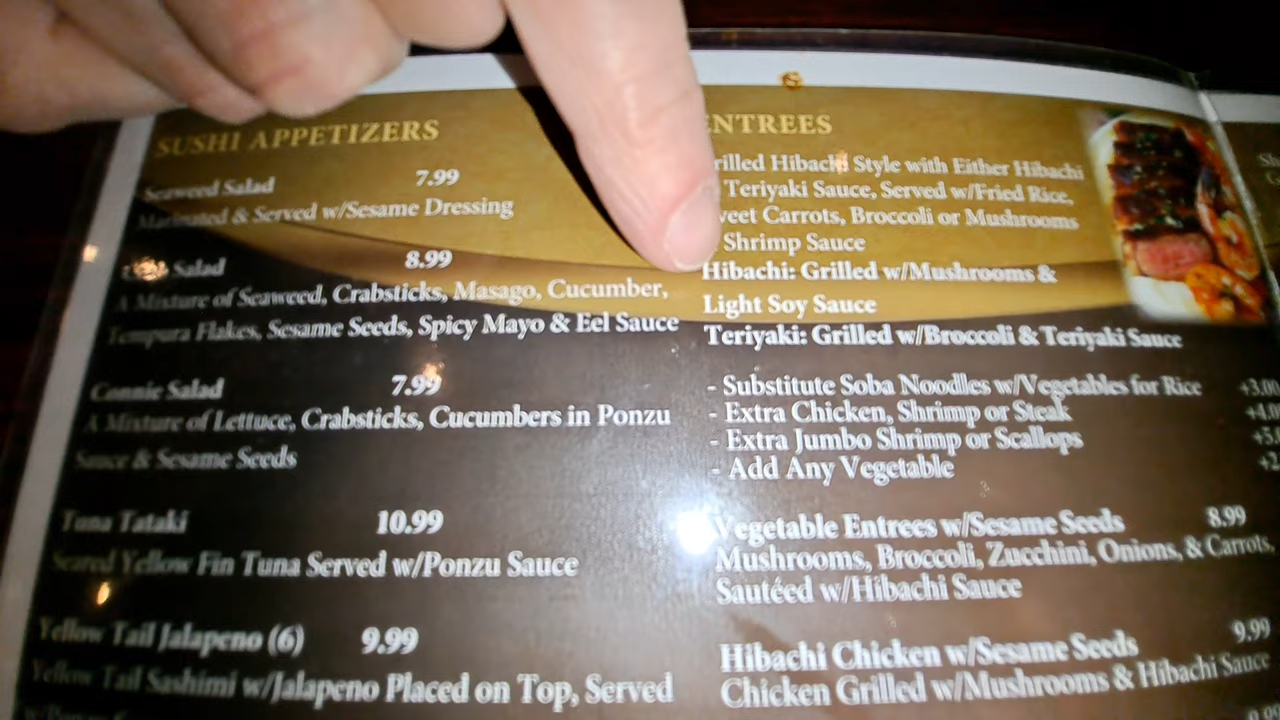 SUSHI APPETIZERS
Seaweed Salad 7.99
Marinated & Served w/Sesame Dressing
Salad 8.99
A Mixture of Seaweed, Crabsticks, Masago, Cucumber,
Tempura Flakes, Sesame Seeds, Spicy Mayo & Eel Sauce
Connie Salad 7.99
A Mixture of Lettuce, Crabsticks, Cucumbers in Ponzu
Sauce & Sesame Seeds
Tuna Tataki 10.99
Seared Yellow Fin Tuna Served w/Ponzu Sauce
Yellow Tail Jalapeno (6) 9.99
Yellow Tail Sashimi w/Jalapeno Placed on Top, Served
ENTREES
Grilled Hibachi Style with Either Hibachi
Teriyaki Sauce, Served w/Fried Rice,
Sweet Carrots, Broccoli or Mushrooms
Shrimp Sauce
Hibachi: Grilled w/Mushrooms &
Light Soy Sauce
Teriyaki: Grilled w/Broccoli & Teriyaki Sauce
- Substitute Soba Noodles w/Vegetables for Rice
- Extra Chicken, Shrimp or Steak
- Extra Jumbo Shrimp or Scallops
- Add Any Vegetable
Vegetable Entrees w/Sesame Seeds 8.99
Mushrooms, Broccoli, Zucchini, Onions, & Carrots,
Sautéed w/Hibachi Sauce
Hibachi Chicken w/Sesame Seeds 9.99
Chicken Grilled w/Mushrooms & Hibachi Sauce